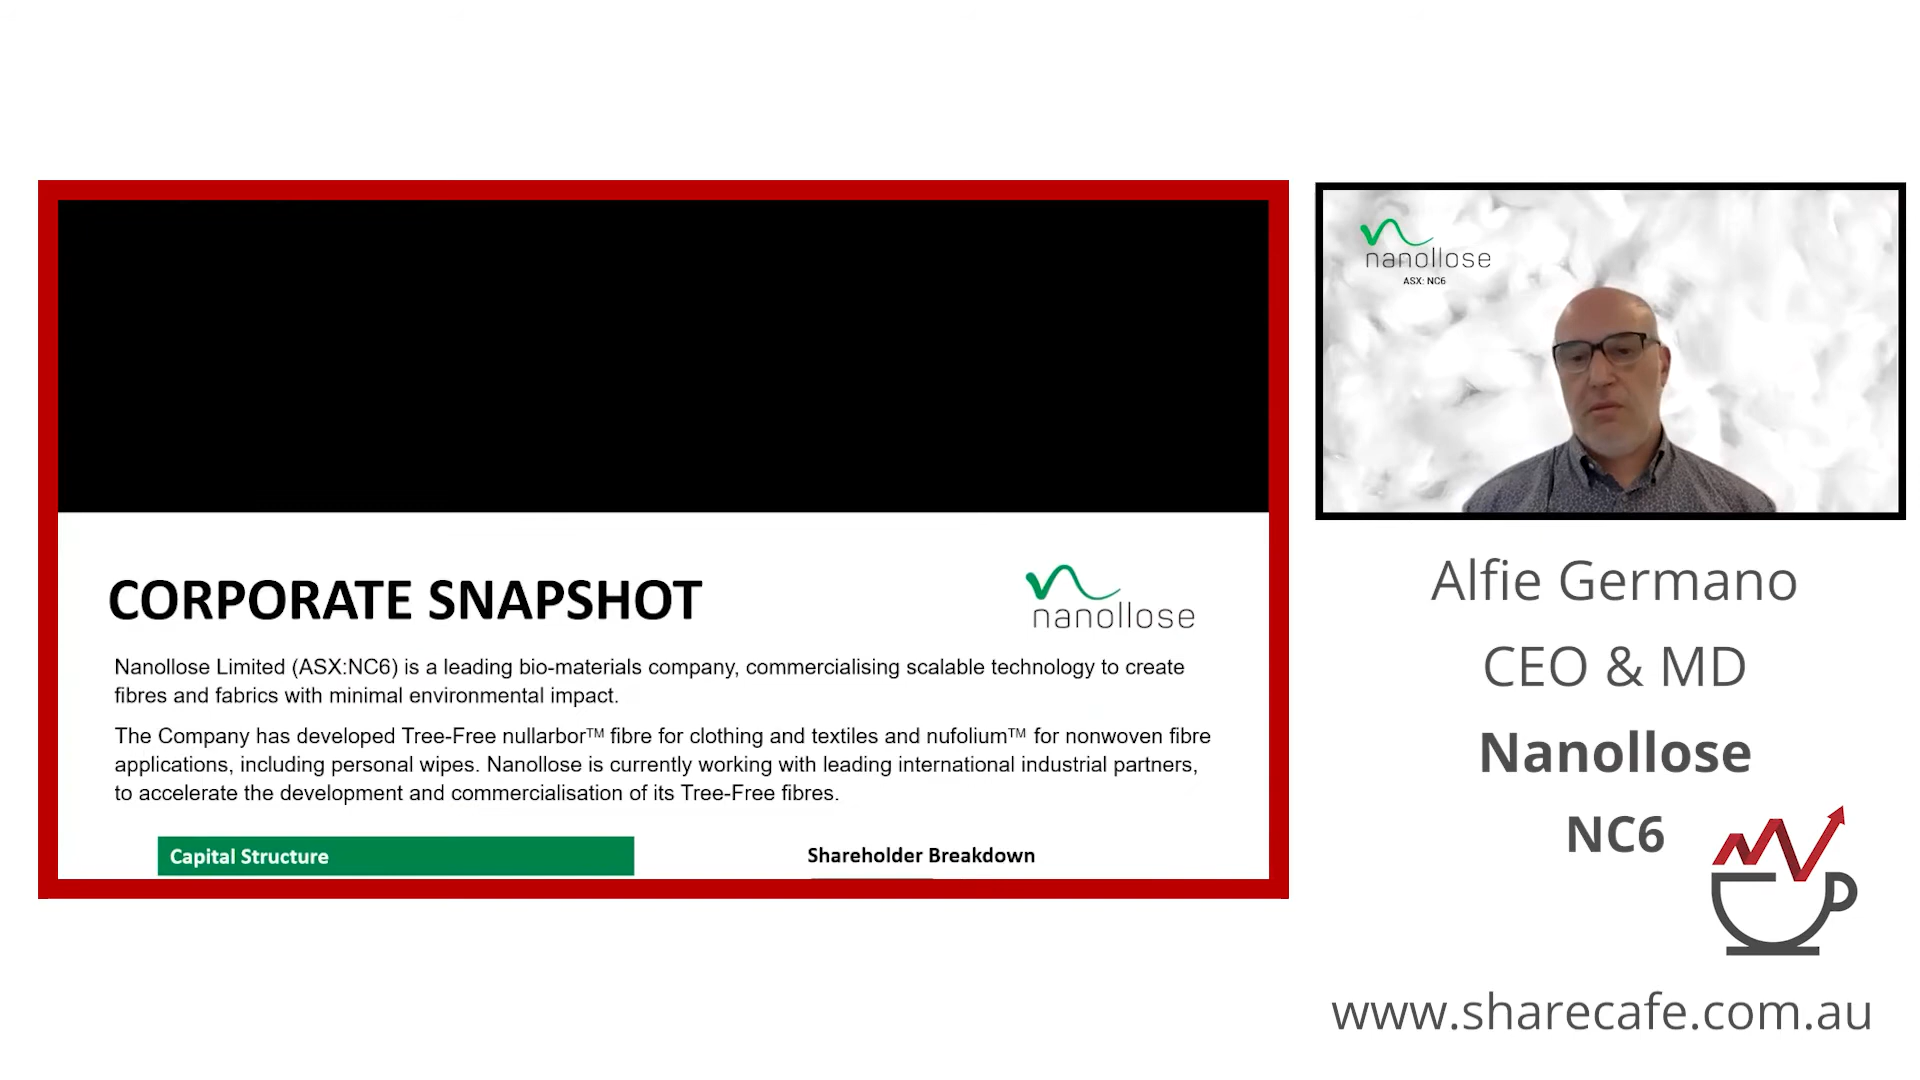 CORPORATE SNAPSHOT
nanollose
Nanollose Limited (ASX:NC6) is a leading bio-materials company, commercialising scalable technology to create
fibres and fabrics with minimal environmental impact.
The Company has developed Tree-Free nullarbor™ fibre for clothing and textiles and nufolium™ for nonwoven fibre
applications, including personal wipes. Nanollose is currently working with leading international industrial partners,
to accelerate the development and commercialisation of its Tree-Free fibres.
Capital Structure
Shareholder Breakdown
nanollose
ASX: NC6
Alfie Germano
CEO & MD
Nanollose
NC6
www.sharecafe.com.au